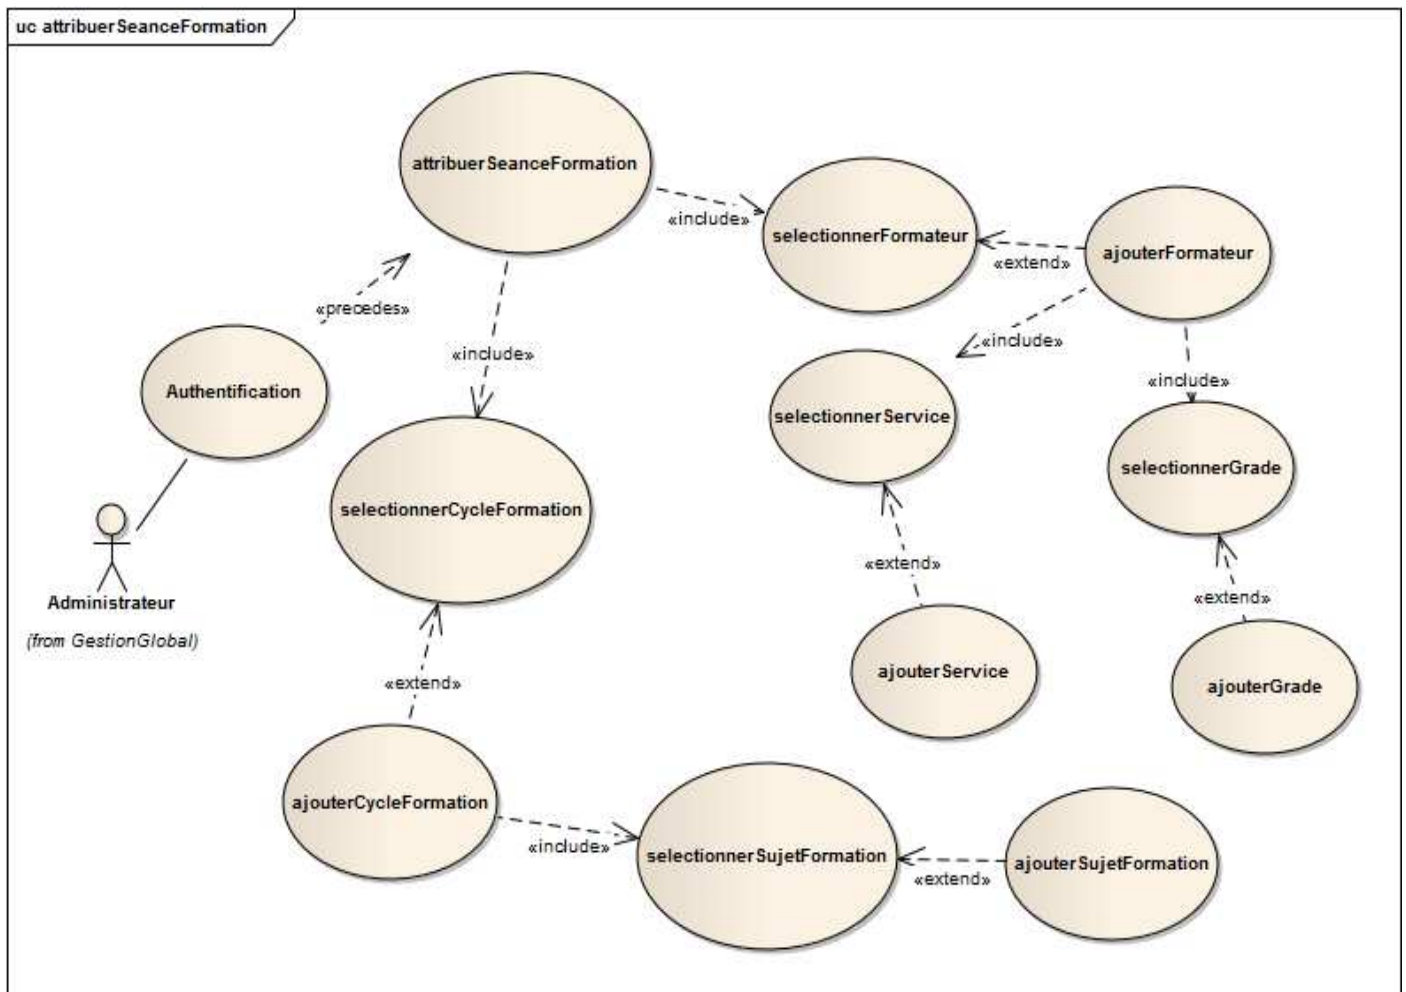 uc attribuerSeanceFormation
attribuerSeanceFormation
«include»
selectionnerFormateur
ajouterFormateur
«extend»
«precedes»
«include»
«include»
«include»
Authentification
selectionnerService
selectionnerGrade
selectionnerCycleFormation
«extend»
«extend»
Administrateur
(from GestionGlobal)
«extend»
ajouterService
ajouterGrade
ajouterCycleFormation
«include»
selectionnerSujetFormation
«extend»
ajouterSujetFormation